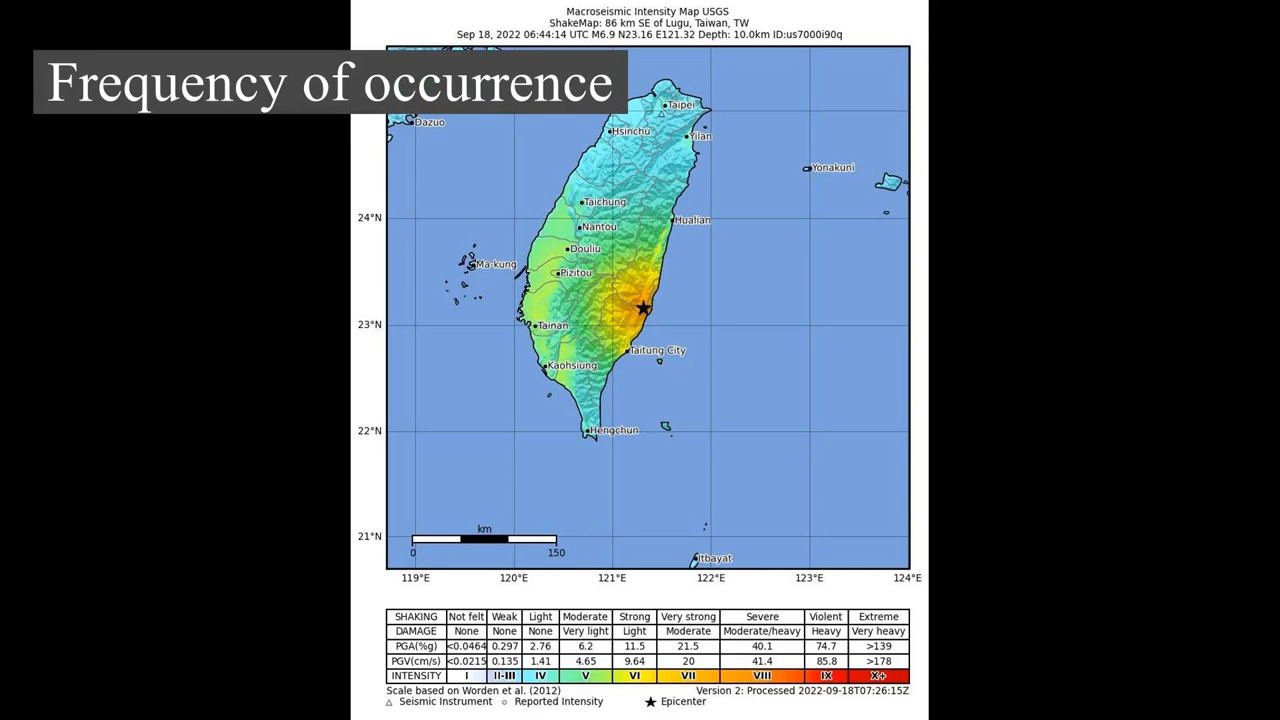 Macroseismic Intensity Map USGS
ShakeMap: 86 km SE of Lugu, Taiwan, TW
Sep 18, 2022 06:44:14 UTC M6.9 N23.16 E121.32 Depth: 10.0km ID:us7000i90q
Frequency of occurrence
Taipei
Dazuo
Hsinchu
Yilan
Yonakuni
Taichung
24°N
Hualian
Nantou
Douliu
Ma-kung
Pizitou
23°N
Tainan
Taitung City
Kaohsiung
22°N
Hengchun
km
21°N
0 150
Itbayat
119°E 120°E 121°E 122°E 123°E 124°E
SHAKING Not felt Weak Light Moderate Strong Very strong Severe Violent Extreme
DAMAGE None None None Very light Light Moderate Moderate/heavy Heavy Very heavy
PGA(%g) <0.0464 0.297 2.76 6.2 11.5 21.5 40.1 74.7 >139
PGV(cm/s) <0.0215 0.135 1.41 4.65 9.64 20 41.4 85.8 >178
INTENSITY I II-III IV V VI VII VIII IX X+
Scale based on Worden et al. (2012) Version 2: Processed 2022-09-18T07:26:15Z
△ Seismic Instrument ○ Reported Intensity ★ Epicenter